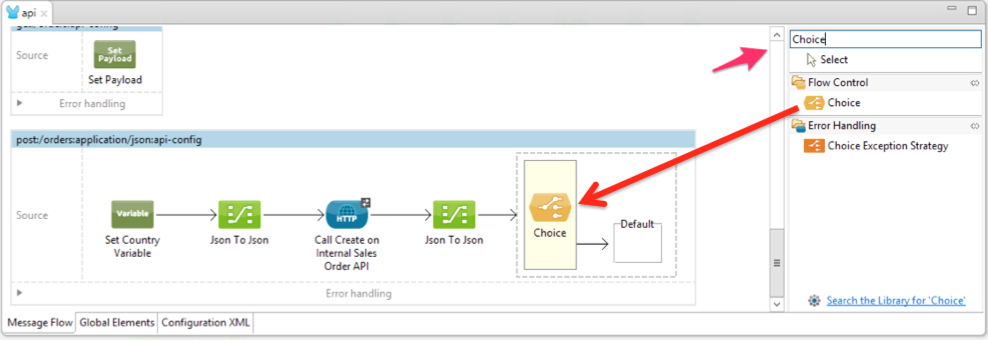 api
Choice
Source
Set
Payload
Set Payload
Error handling
Select
Flow Control
Choice
Error Handling
Choice Exception Strategy
post:/orders:application/json:api-config
Source
Variable
Set Country
Variable
Json To Json
HTTP
Call Create on
Internal Sales
Order API
Json To Json
Choice
Default
Error handling
Search the Library for 'Choice'
Message Flow
Global Elements
Configuration XML